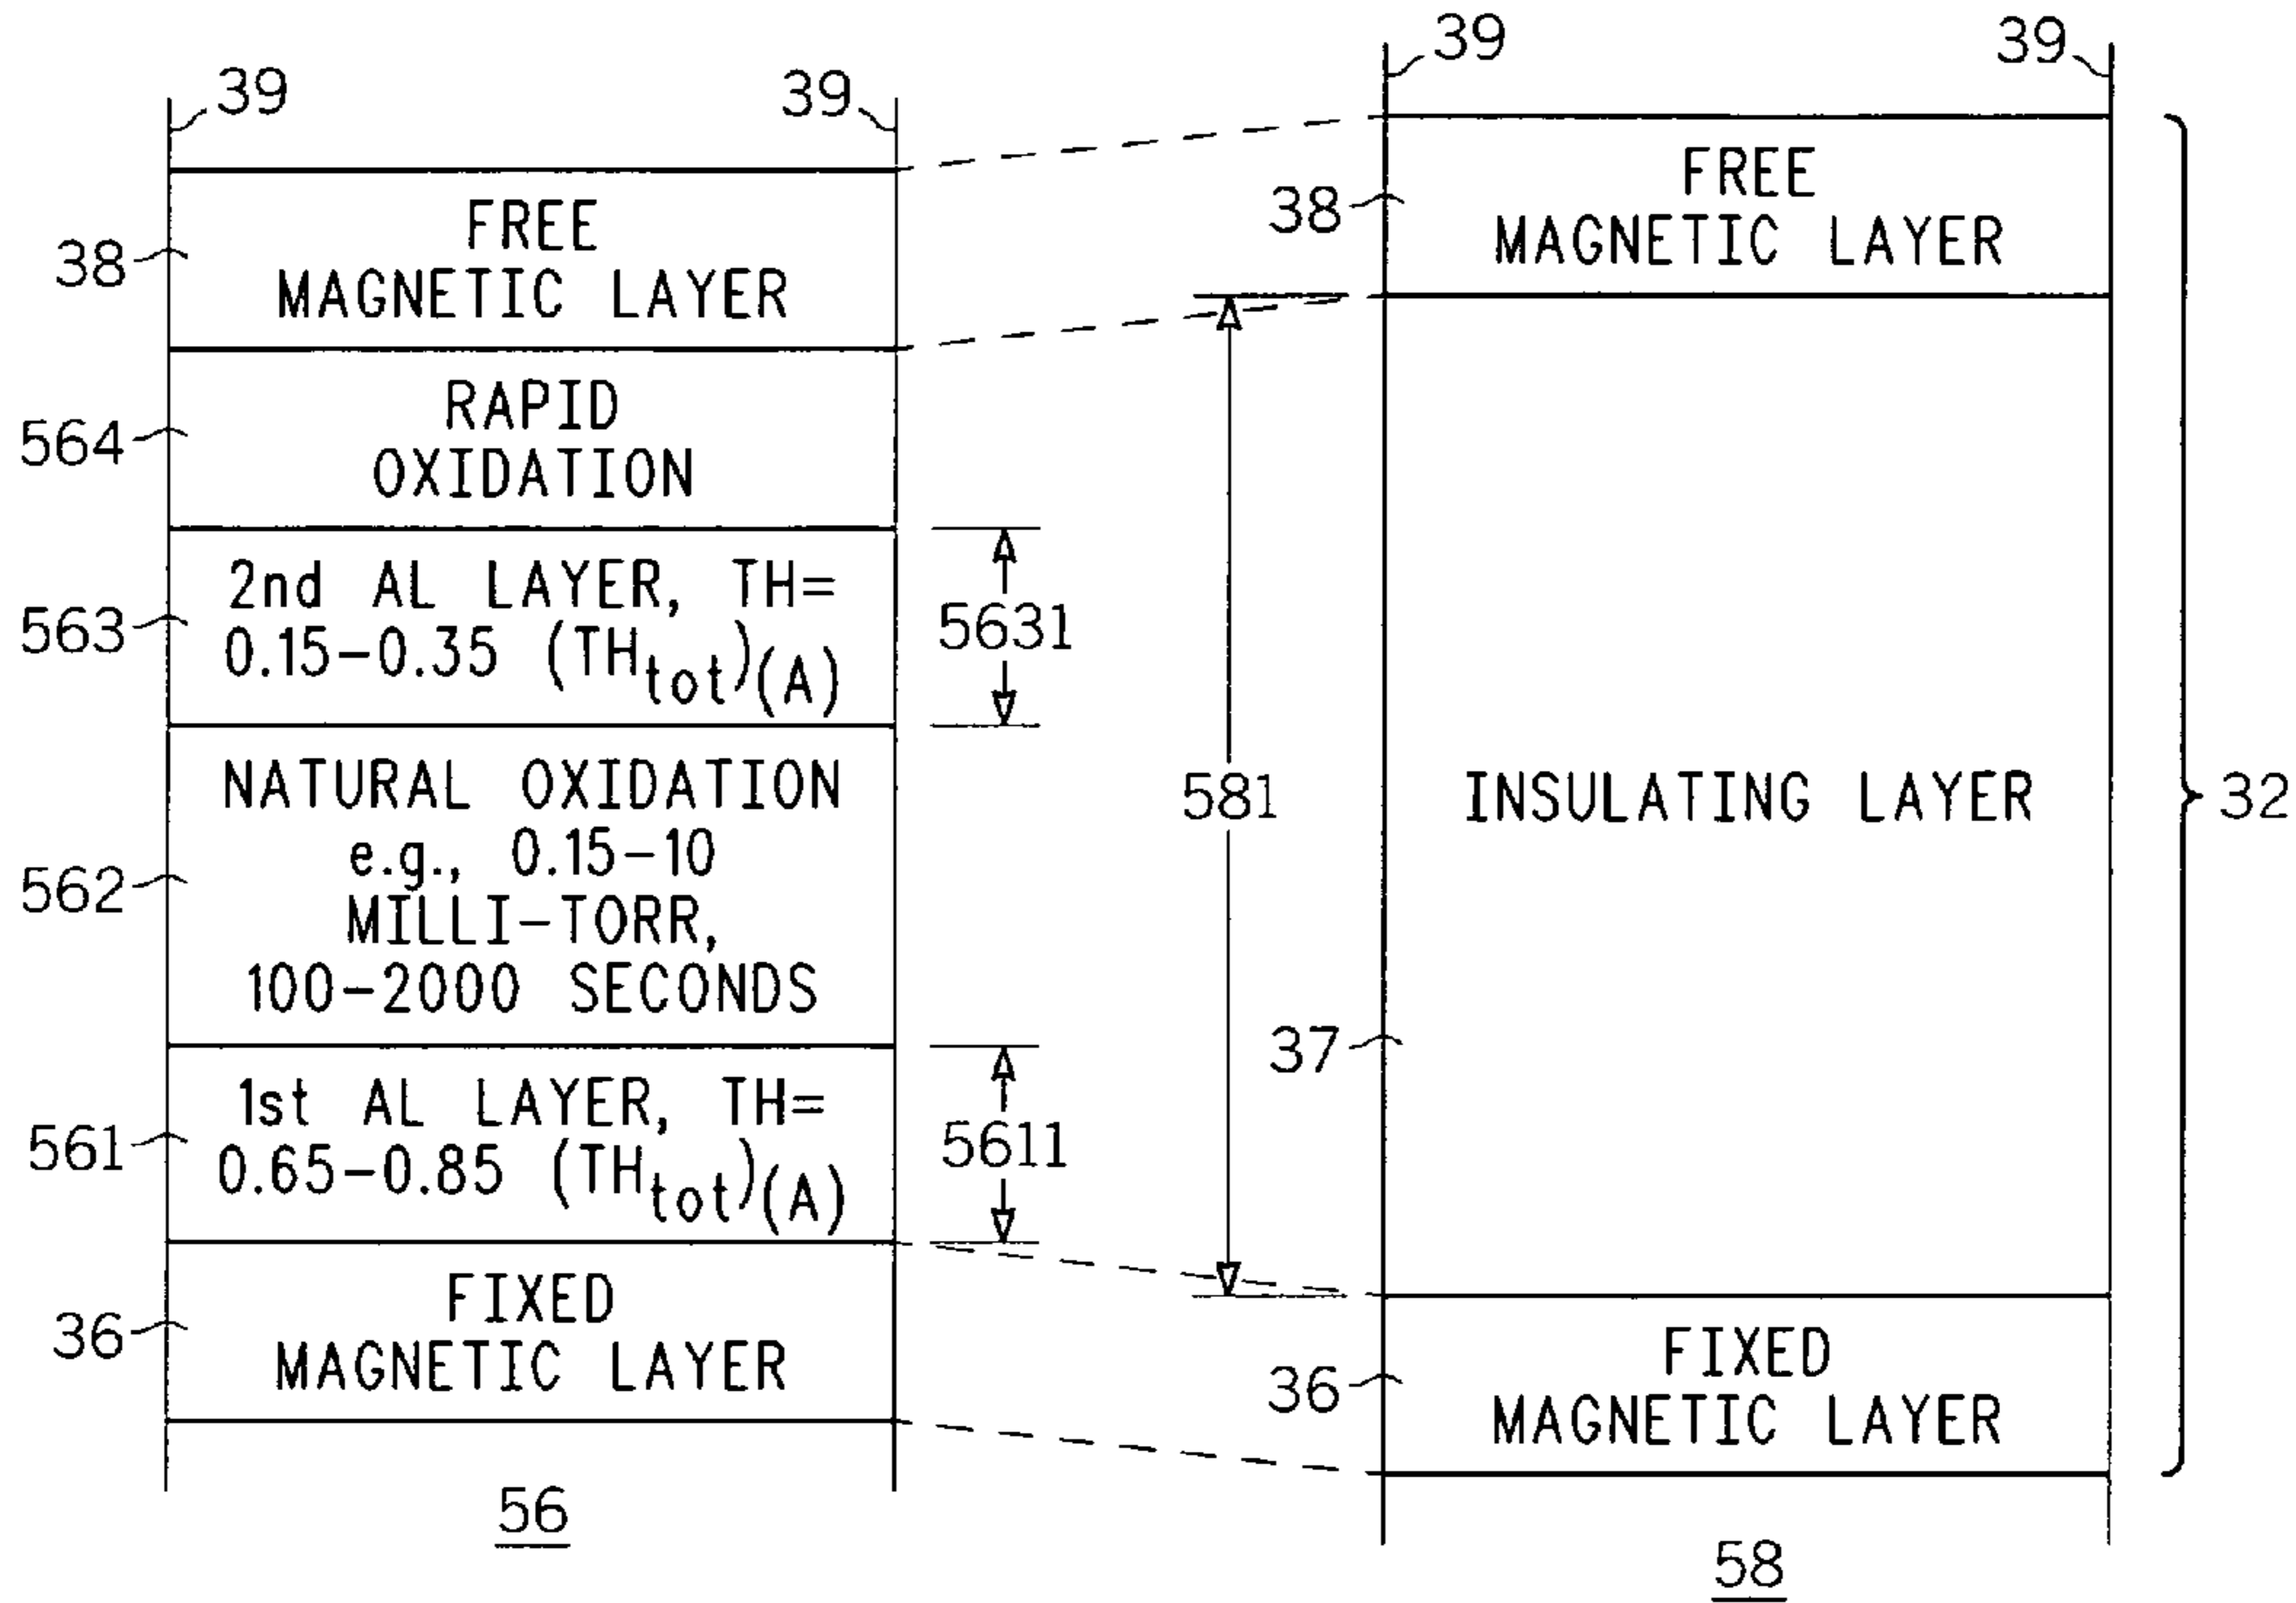 39
39
38
FREE
MAGNETIC LAYER
564
RAPID
OXIDATION
563
2nd AL LAYER, TH=
0.15-0.35 (THtot)(A)
5631
562
NATURAL OXIDATION
e.g., 0.15-10
MILLI-TORR,
100-2000 SECONDS
561
1st AL LAYER, TH=
0.65-0.85 (THtot)(A)
5611
36
FIXED
MAGNETIC LAYER
56
39
39
38
FREE
MAGNETIC LAYER
581
INSULATING LAYER
32
37
36
FIXED
MAGNETIC LAYER
58